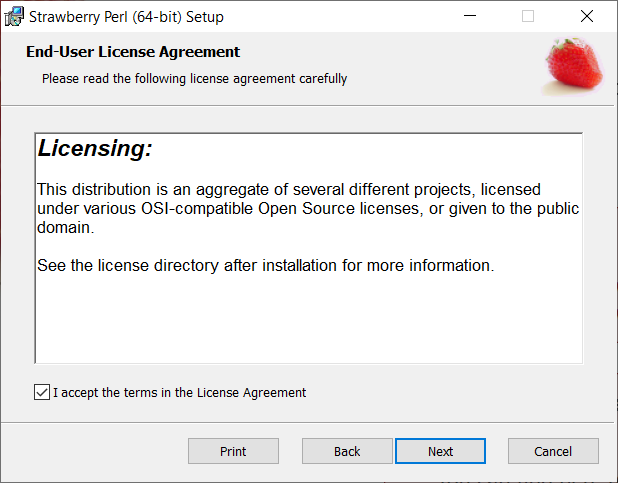 Strawberry Perl (64-bit) Setup
End-User License Agreement
Please read the following license agreement carefully
Licensing:
This distribution is an aggregate of several different projects, licensed
under various OSI-compatible Open Source licenses, or given to the public
domain.
See the license directory after installation for more information.
I accept the terms in the License Agreement
Print
Back
Next
Cancel